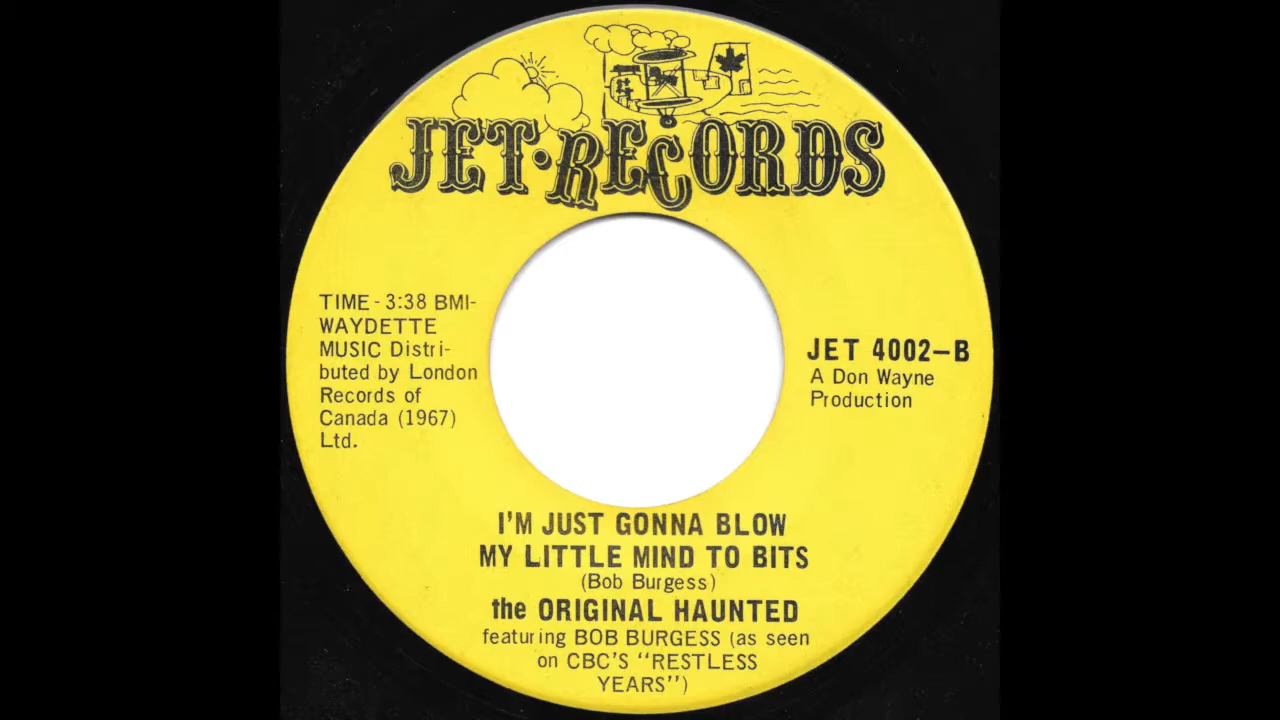 JET·RECORDS
TIME - 3:38 BMI-
WAYDETTE
MUSIC Distri-
buted by London
Records of
Canada (1967)
Ltd.
JET 4002-B
A Don Wayne
Production
I'M JUST GONNA BLOW
MY LITTLE MIND TO BITS
(Bob Burgess)
the ORIGINAL HAUNTED
featuring BOB BURGESS (as seen
on CBC'S "RESTLESS
YEARS")